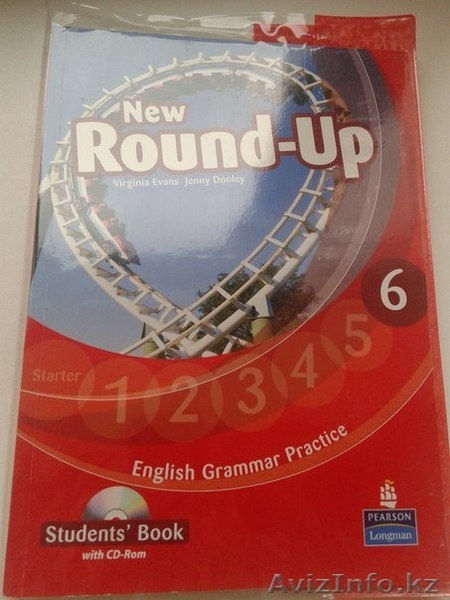 New
Round-Up
Virginia Evans Jenny Dooley
6
Starter 1 2 3 4 5
English Grammar Practice
Students' Book
with CD-Rom
PEARSON
Longman
AvizInfo.kz